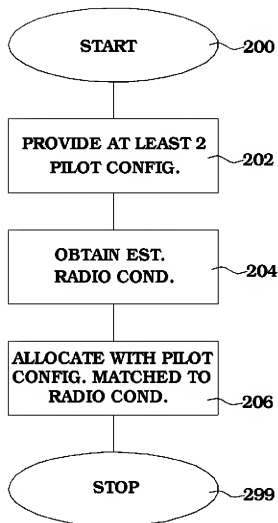 START
200
PROVIDE AT LEAST 2
PILOT CONFIG.
202
OBTAIN EST.
RADIO COND.
204
ALLOCATE WITH PILOT
CONFIG. MATCHED TO
RADIO COND.
206
STOP
299